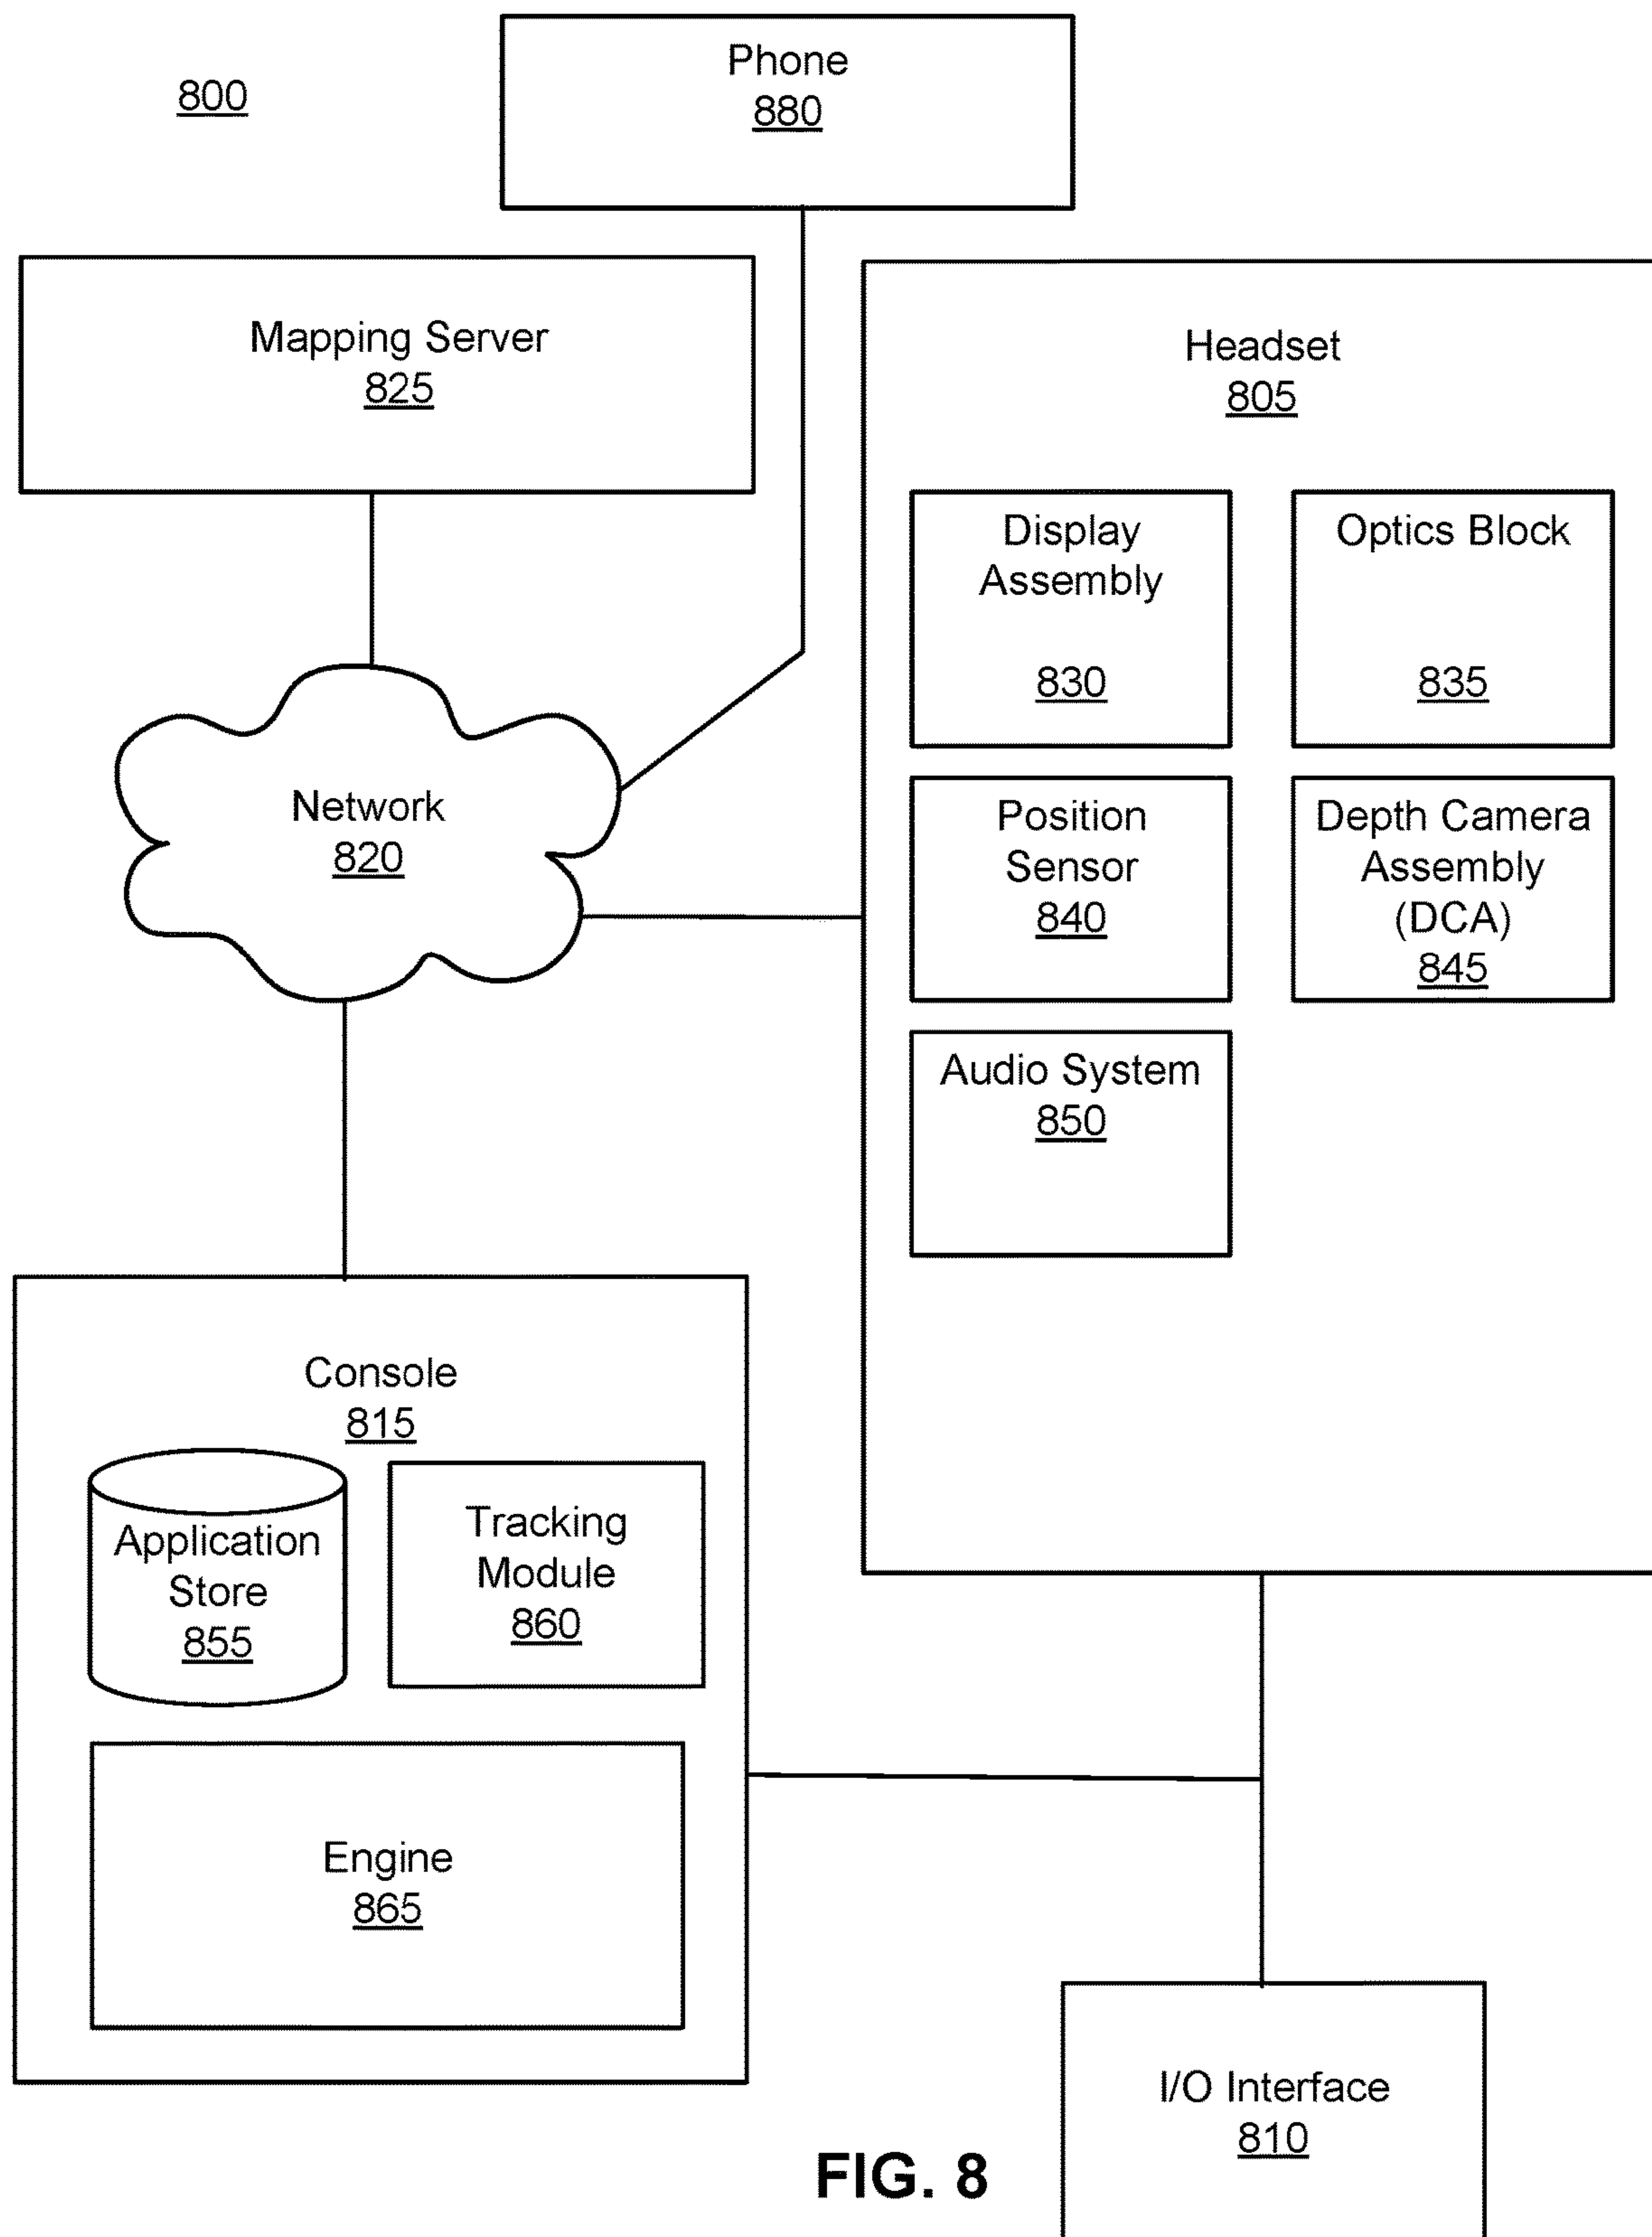 800
Phone
880
Mapping Server
825
Headset
805
Display
Assembly
830
Optics Block
835
Network
820
Position
Sensor
840
Depth Camera
Assembly
(DCA)
845
Audio System
850
Console
815
Application
Store
855
Tracking
Module
860
Engine
865
I/O Interface
810
FIG. 8